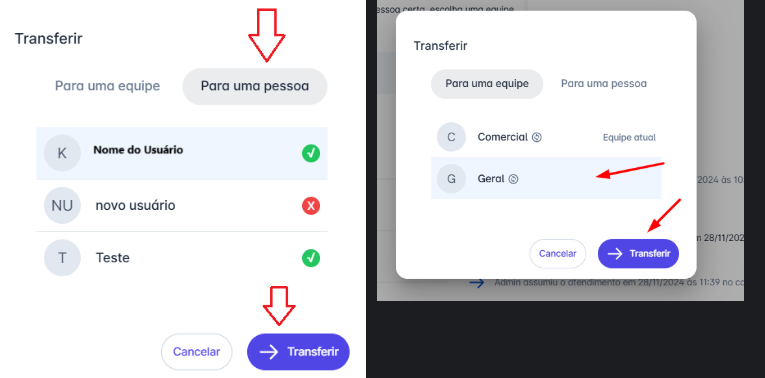 Transferir
Para uma equipe
Para uma pessoa
K
Nome do Usuário
NU
novo usuário
X
T
Teste
Cancelar
Transferir
essoa certa, escolha uma equipe
Transferir
Para uma equipe
Para uma pessoa
C
Comercial
Equipe atual
G
Geral
2024 às 10
Cancelar
Transferir
m 28/11/202
Admin assumiu o atendimento em 28/11/2024 às 11:39 no ca